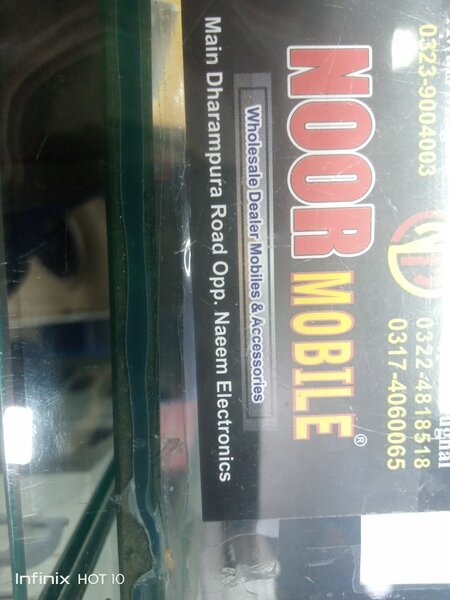 0323-9004003
0322-4818518
0317-4060065
NOOR MOBILE®
Wholesale Dealer Mobiles & Accessories
Main Dharampura Road Opp. Naeem Electronics
Infinix HOT 10